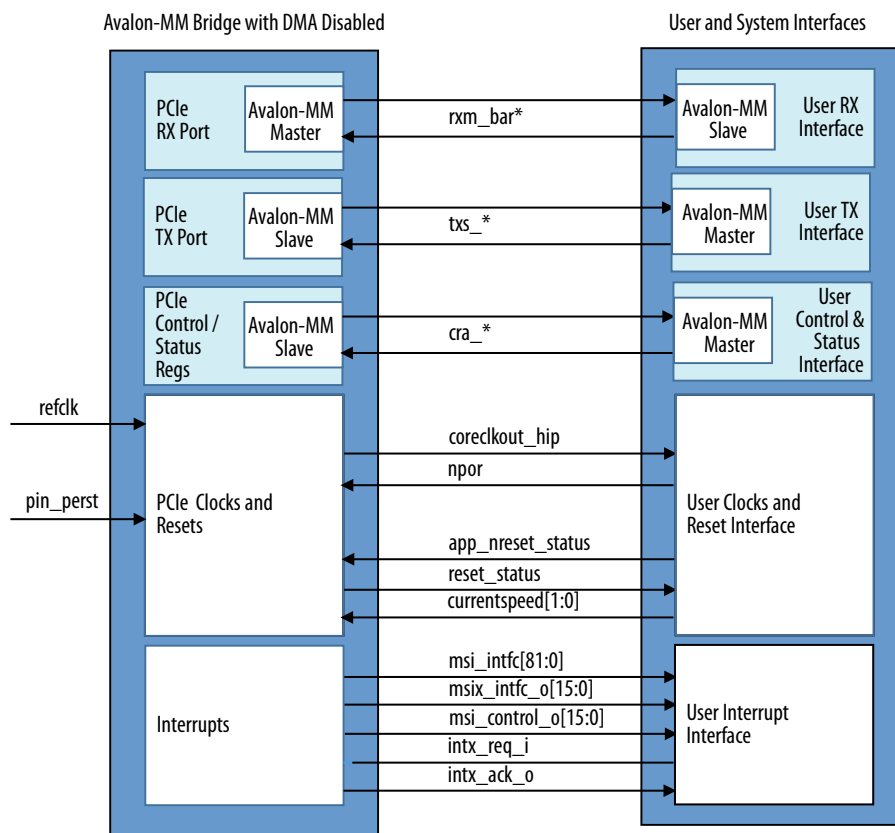 Avalon-MM Bridge with DMA Disabled
User and System Interfaces
PCIe
RX Port
Avalon-MM
Master
rxm_bar*
Avalon-MM
Slave
User RX
Interface
PCIe
TX Port
Avalon-MM
Slave
txs_*
Avalon-MM
Master
User TX
Interface
PCIe
Control /
Status
Regs
Avalon-MM
Slave
cra_*
Avalon-MM
Master
User
Control &
Status
Interface
refclk
pin_perst
PCIe Clocks and
Resets
coreclkout_hip
npor
app_nreset_status
reset_status
currentspeed[1:0]
User Clocks and
Reset Interface
Interrupts
msi_intfc[81:0]
msix_intfc_o[15:0]
msi_control_o[15:0]
intx_req_i
intx_ack_o
User Interrupt
Interface